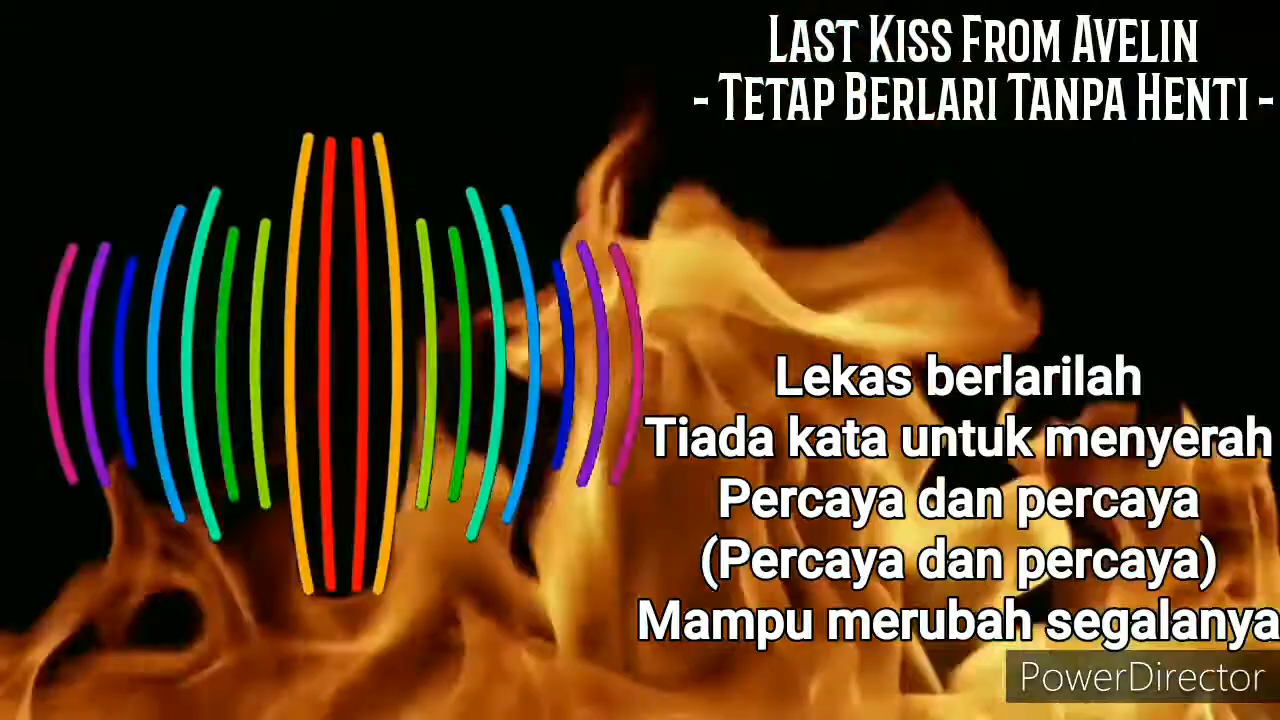 Last Kiss From Avelin
- Tetap Berlari Tanpa Henti -
Lekas berlarilah
Tiada kata untuk menyerah
Percaya dan percaya
(Percaya dan percaya)
Mampu merubah segalanya
PowerDirector